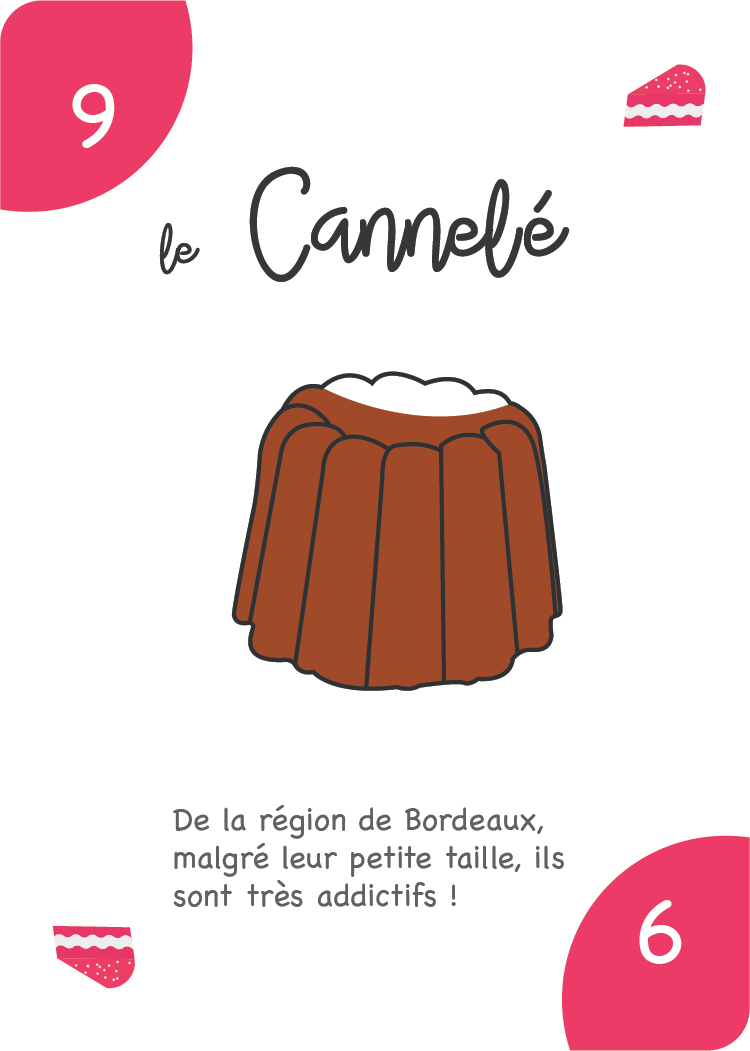 9
le Cannelé
De la région de Bordeaux,
malgré leur petite taille, ils
sont très addictifs !
6